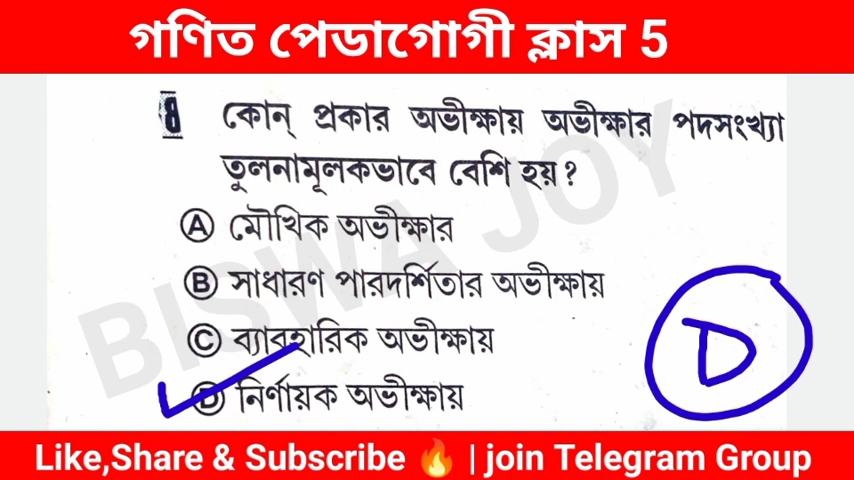 গণিত পেডাগোগী ক্লাস 5
8 কোন্ প্রকার অভীক্ষায় অভীক্ষার পদসংখ্যা
তুলনামূলকভাবে বেশি হয়?
Ⓐ মৌখিক অভীক্ষার
Ⓑ সাধারণ পারদর্শিতার অভীক্ষায়
Ⓒ ব্যাবহারিক অভীক্ষায়
Ⓓ নির্ণায়ক অভীক্ষায়
D
BISWA JOY
Like,Share & Subscribe 🔥 | join Telegram Group